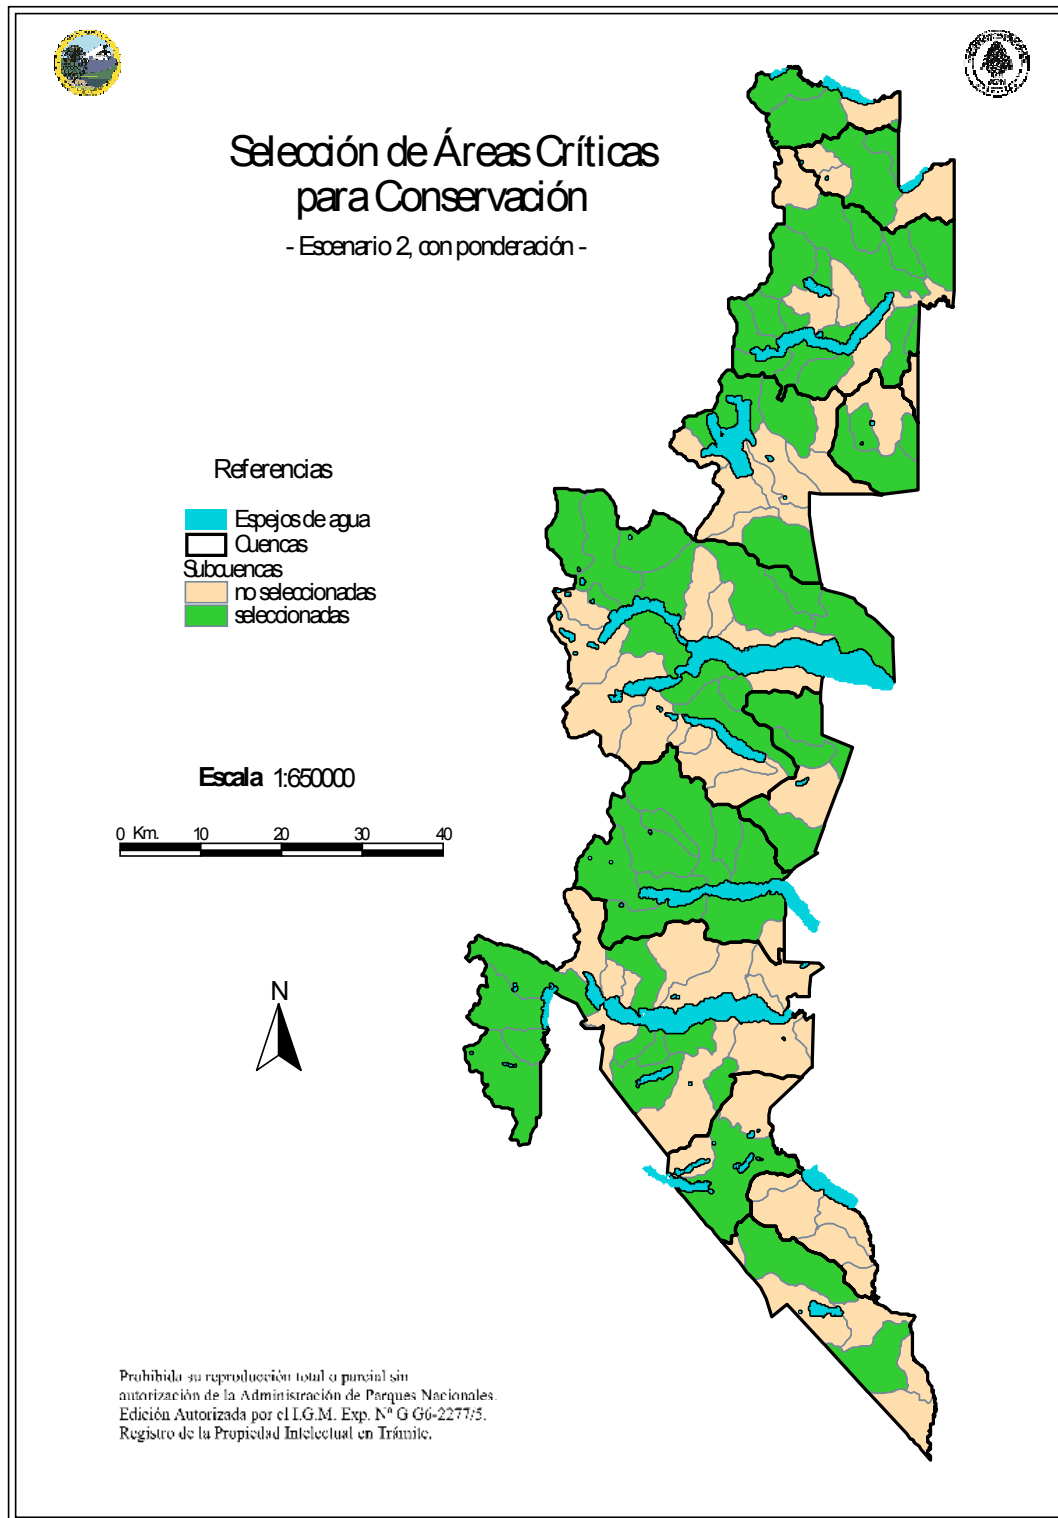 Selección de Áreas Críticas
para Conservación
- Escenario 2, con ponderación -
Referencias
Espejos de agua
Cuencas
Subcuencas
no seleccionadas
seleccionadas
Escala 1:650000
0 Km. 10 20 30 40
N
Prohibida su reproducción total o parcial sin
autorización de la Administración de Parques Nacionales.
Edición Autorizada por el I.G.M. Exp. Nº G G6-2277/5.
Registro de la Propiedad Intelectual en Trámite.